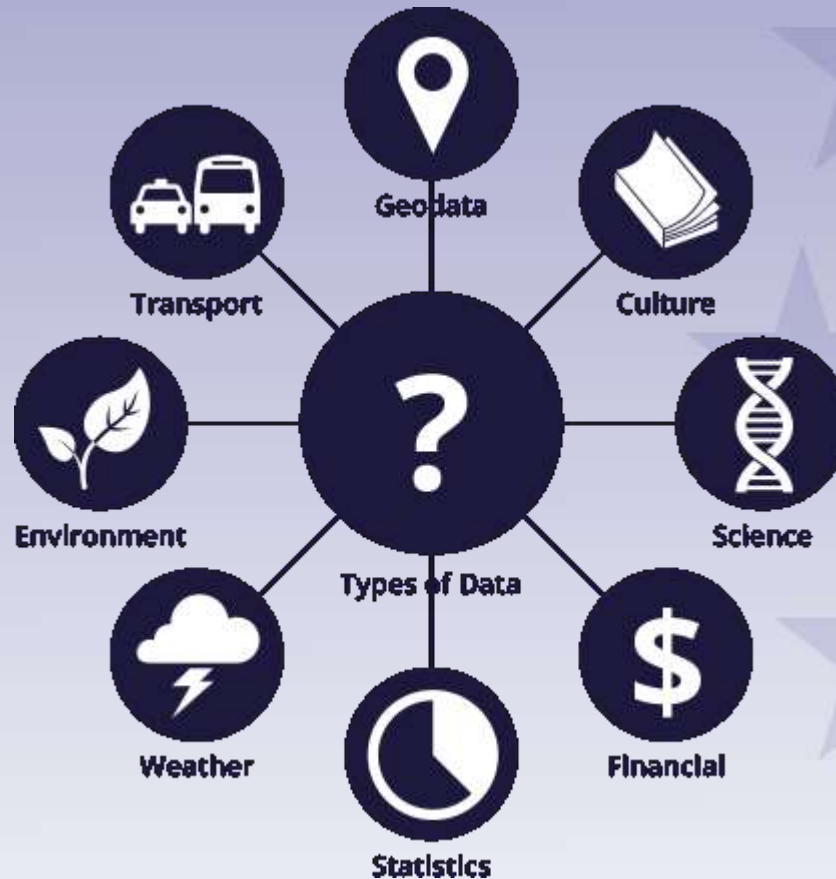 Geodata
Transport
Culture
?
Environment
Science
Types of Data
$
Weather
Financial
Statistics